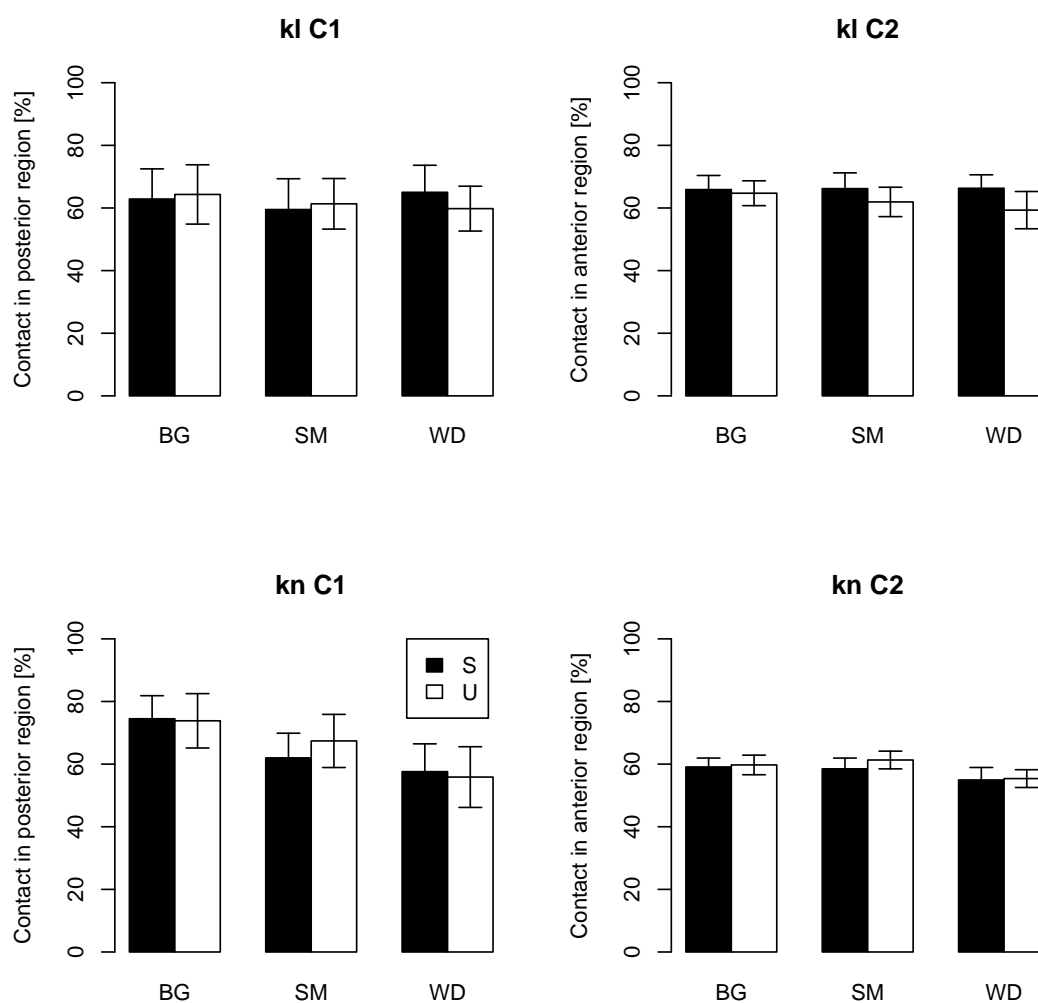 kl C1
Contact in posterior region [%]
100
80
60
40
20
0
BG SM WD
kl C2
Contact in anterior region [%]
100
80
60
40
20
0
BG SM WD
kn C1
Contact in posterior region [%]
100
80
60
40
20
0
S
U
BG SM WD
kn C2
Contact in anterior region [%]
100
80
60
40
20
0
BG SM WD